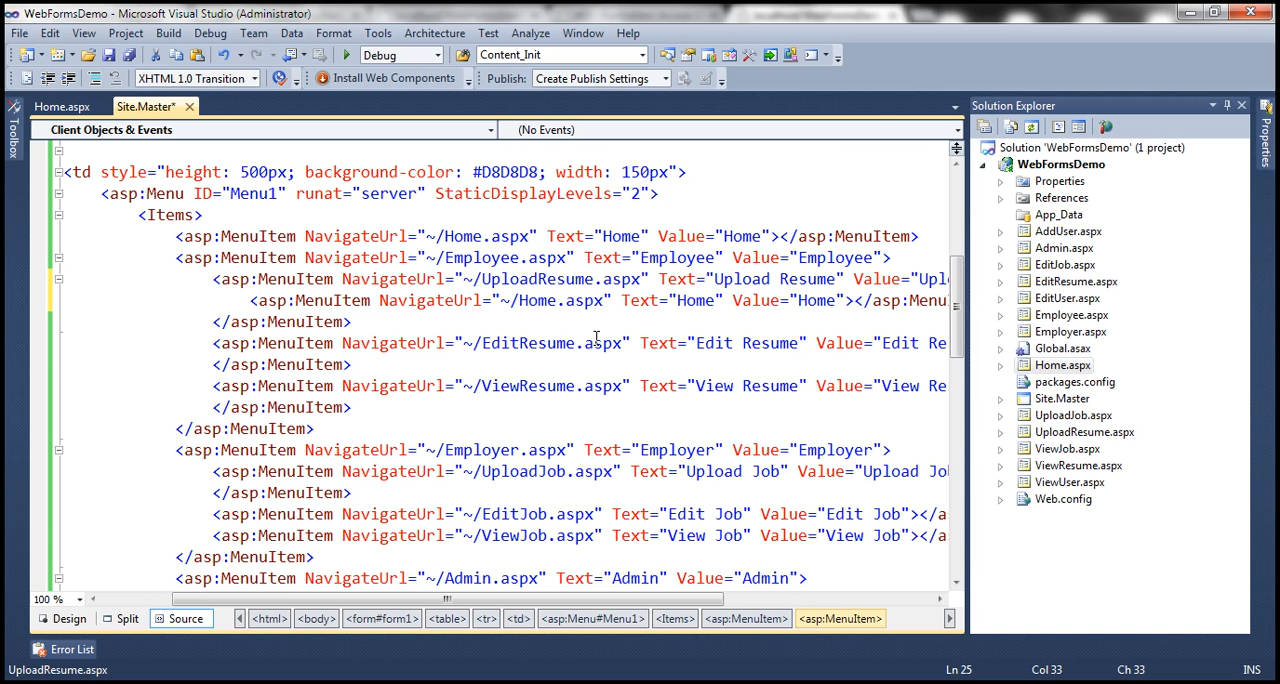 WebFormsDemo - Microsoft Visual Studio (Administrator)
File Edit View Project Build Debug Team Data Format Tools Architecture Test Analyze Window Help
Debug Content_Init
XHTML 1.0 Transition Install Web Components Publish: Create Publish Settings
Home.aspx Site.Master* Solution Explorer
Client Objects & Events (No Events)
Toolbox
Properties
<td style="height: 500px; background-color: #D8D8D8; width: 150px">
<asp:Menu ID="Menu1" runat="server" StaticDisplayLevels="2">
<Items>
<asp:MenuItem NavigateUrl="~/Home.aspx" Text="Home" Value="Home"></asp:MenuItem>
<asp:MenuItem NavigateUrl="~/Employee.aspx" Text="Employee" Value="Employee">
<asp:MenuItem NavigateUrl="~/UploadResume.aspx" Text="Upload Resume" Value="Upl
<asp:MenuItem NavigateUrl="~/Home.aspx" Text="Home" Value="Home"></asp:Menu
</asp:MenuItem>
<asp:MenuItem NavigateUrl="~/EditResume.aspx" Text="Edit Resume" Value="Edit Re
</asp:MenuItem>
<asp:MenuItem NavigateUrl="~/ViewResume.aspx" Text="View Resume" Value="View Re
</asp:MenuItem>
</asp:MenuItem>
<asp:MenuItem NavigateUrl="~/Employer.aspx" Text="Employer" Value="Employer">
<asp:MenuItem NavigateUrl="~/UploadJob.aspx" Text="Upload Job" Value="Upload Jo
</asp:MenuItem>
<asp:MenuItem NavigateUrl="~/EditJob.aspx" Text="Edit Job" Value="Edit Job"></a
<asp:MenuItem NavigateUrl="~/ViewJob.aspx" Text="View Job" Value="View Job"></a
</asp:MenuItem>
<asp:MenuItem NavigateUrl="~/Admin.aspx" Text="Admin" Value="Admin">
Solution 'WebFormsDemo' (1 project)
WebFormsDemo
Properties
References
App_Data
AddUser.aspx
Admin.aspx
EditJob.aspx
EditResume.aspx
EditUser.aspx
Employee.aspx
Employer.aspx
Global.asax
Home.aspx
packages.config
Site.Master
UploadJob.aspx
UploadResume.aspx
ViewJob.aspx
ViewResume.aspx
ViewUser.aspx
Web.config
100 %
Design Split Source <html> <body> <form#form1> <table> <tr> <td> <asp:Menu#Menu1> <Items> <asp:MenuItem> <asp:MenuItem>
Error List
UploadResume.aspx Ln 25 Col 33 Ch 33 INS